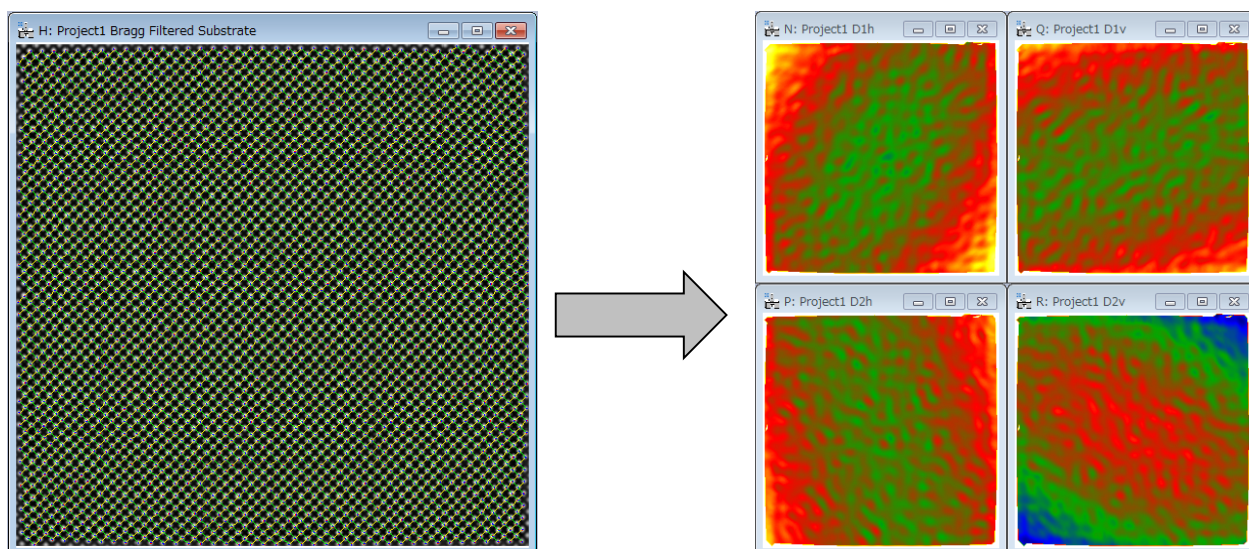 H: Project1 Bragg Filtered Substrate
N: Project1 D1h
Q: Project1 D1v
P: Project1 D2h
R: Project1 D2v